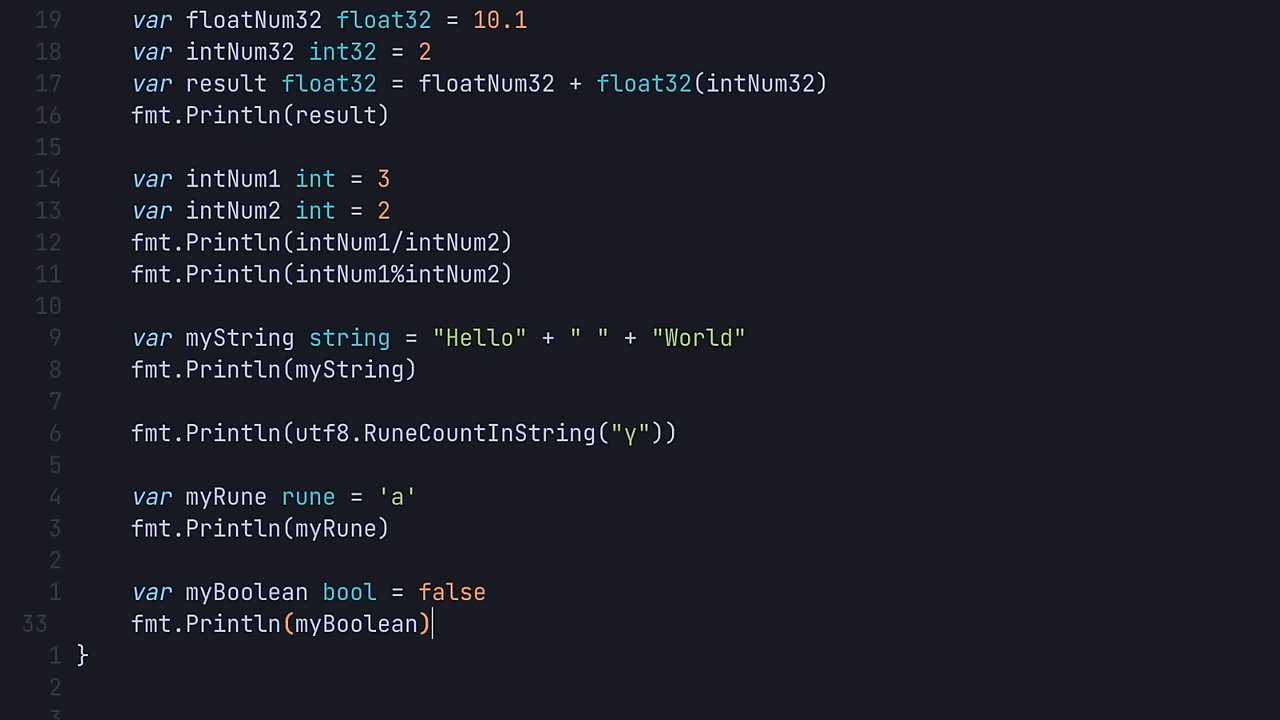 19 var floatNum32 float32 = 10.1
18 var intNum32 int32 = 2
17 var result float32 = floatNum32 + float32(intNum32)
16 fmt.Println(result)
15
14 var intNum1 int = 3
13 var intNum2 int = 2
12 fmt.Println(intNum1/intNum2)
11 fmt.Println(intNum1%intNum2)
10
9 var myString string = "Hello" + " " + "World"
8 fmt.Println(myString)
7
6 fmt.Println(utf8.RuneCountInString("γ"))
5
4 var myRune rune = 'a'
3 fmt.Println(myRune)
2
1 var myBoolean bool = false
33 fmt.Println(myBoolean)
1 }
2
3